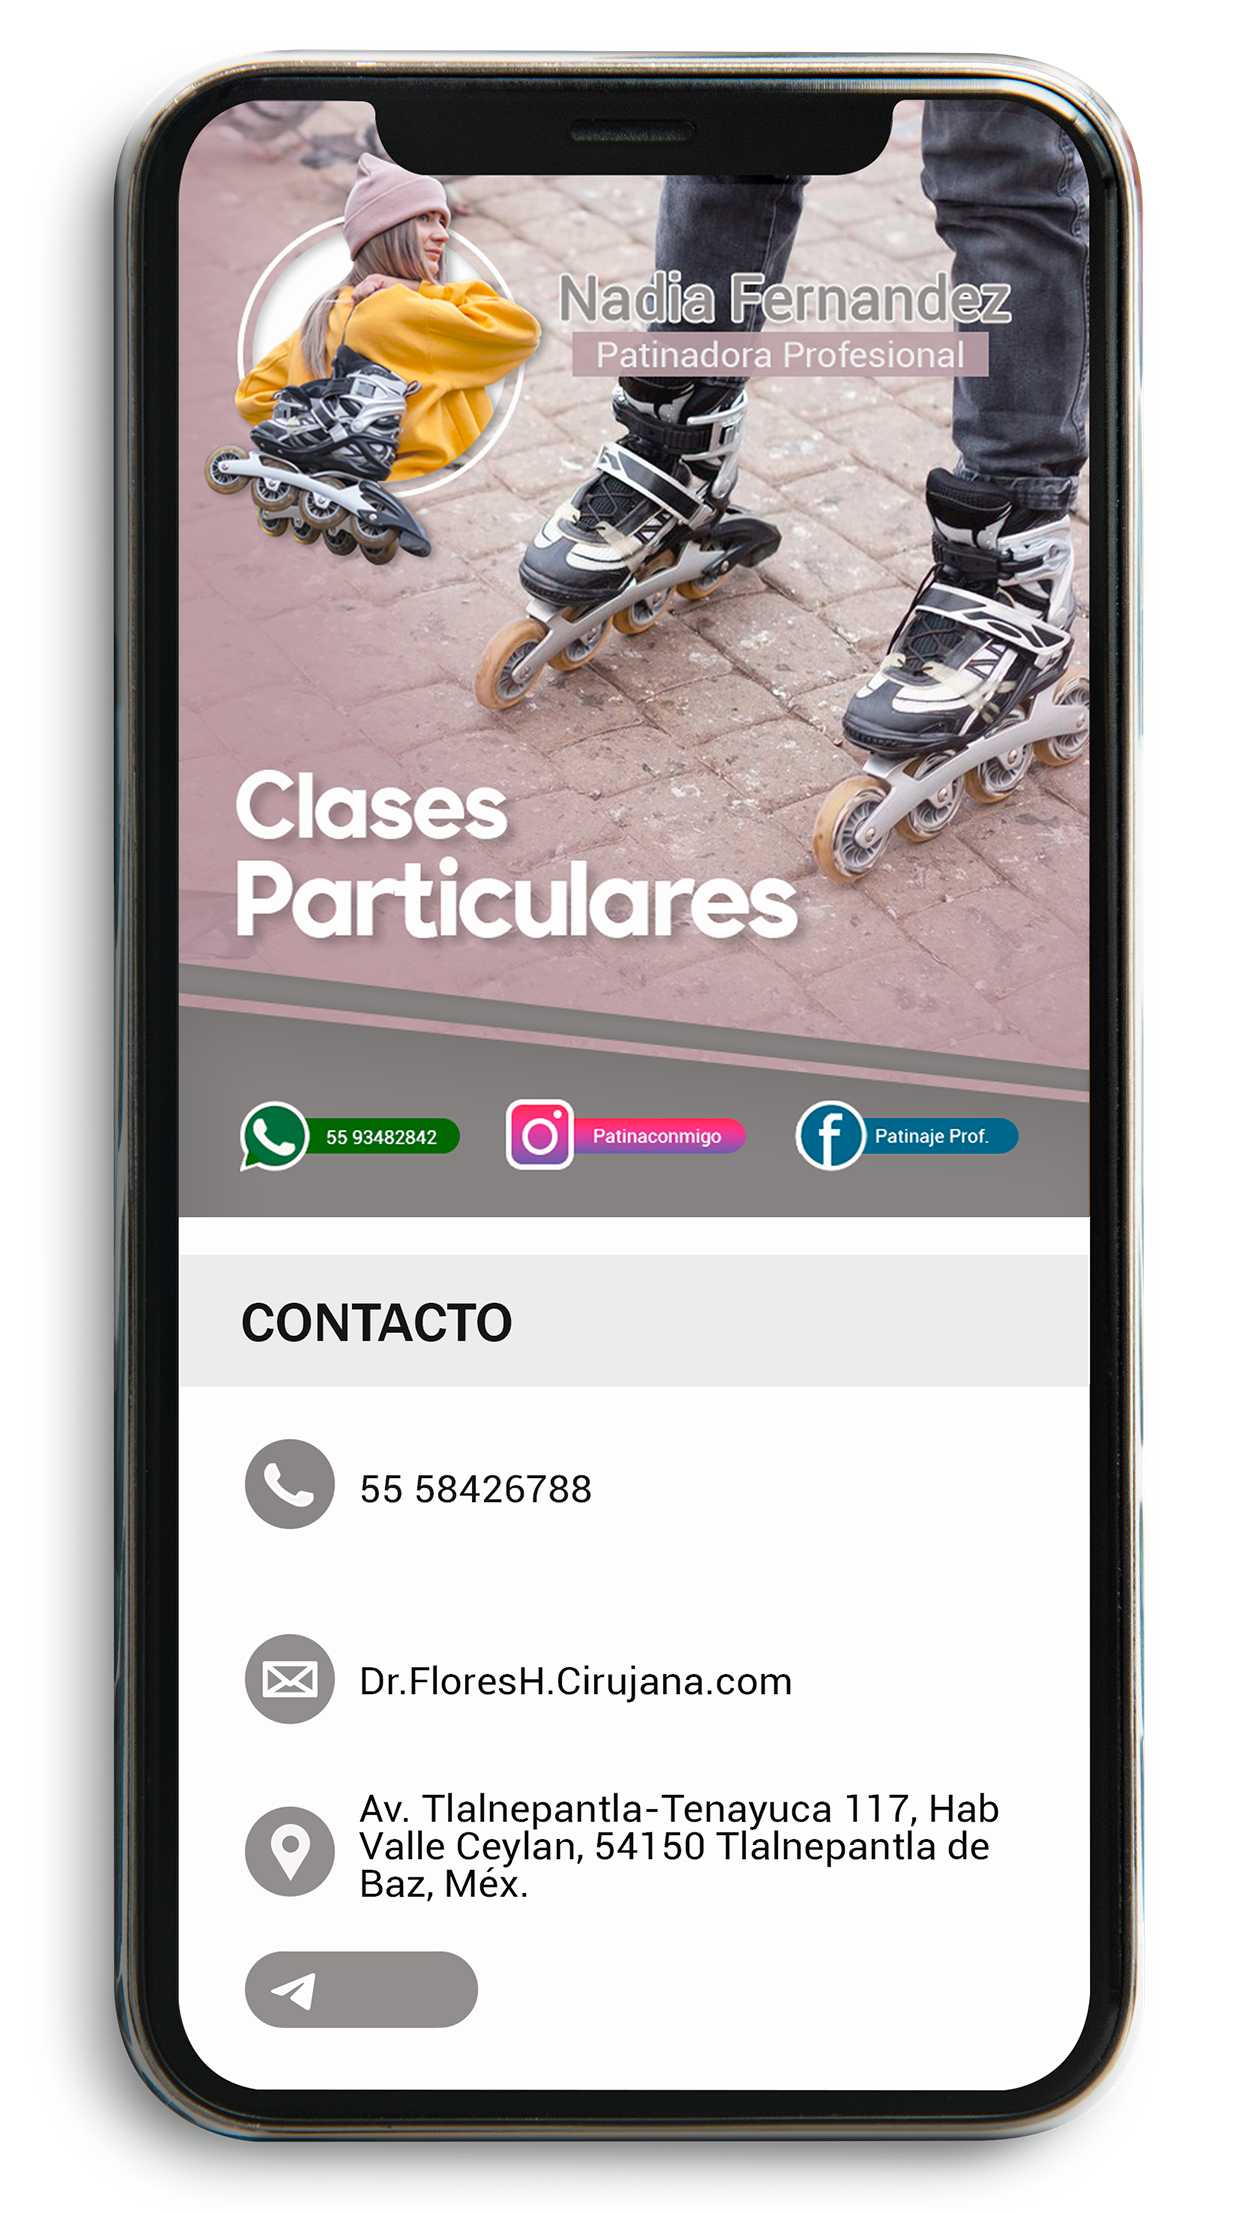 Nadia Fernandez
Patinadora Profesional
Clases
Particulares
55 93482842
Patinaconmigo
Patinaje Prof.
CONTACTO
55 58426788
Dr.FloresH.Cirujana.com
Av. Tlalnepantla-Tenayuca 117, Hab
Valle Ceylan, 54150 Tlalnepantla de
Baz, Méx.